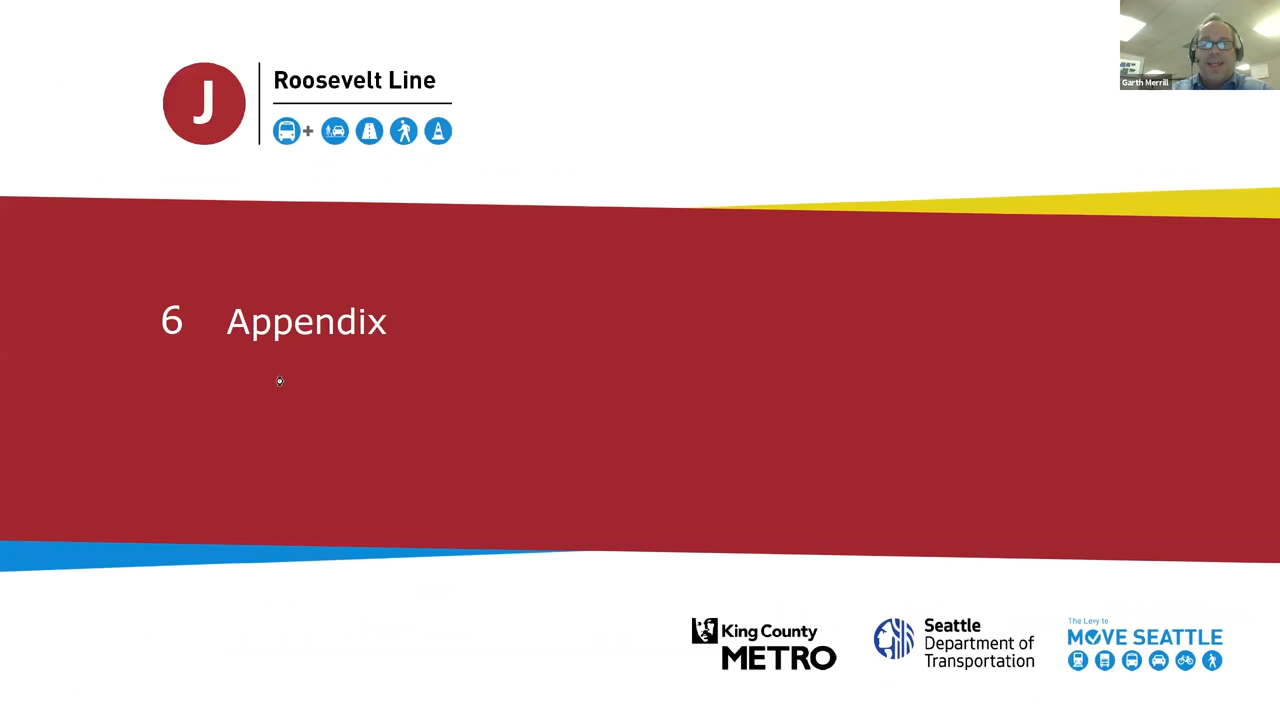 J
Roosevelt Line
Garth Merrill
6 Appendix
King County
METRO
Seattle
Department of
Transportation
The Levy to
MOVE SEATTLE